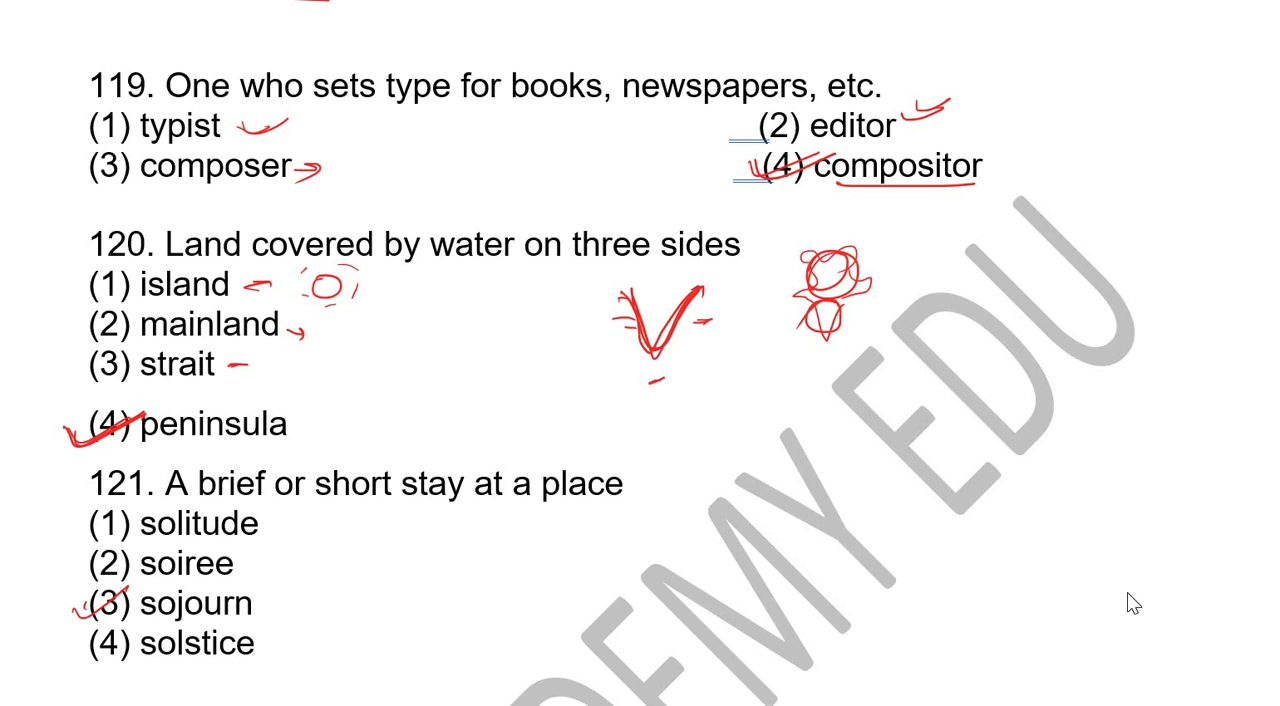 119. One who sets type for books, newspapers, etc.
(1) typist (2) editor
(3) composer (4) compositor
120. Land covered by water on three sides
(1) island
(2) mainland
(3) strait
(4) peninsula
121. A brief or short stay at a place
(1) solitude
(2) soiree
(3) sojourn
(4) solstice
DEMY EDU